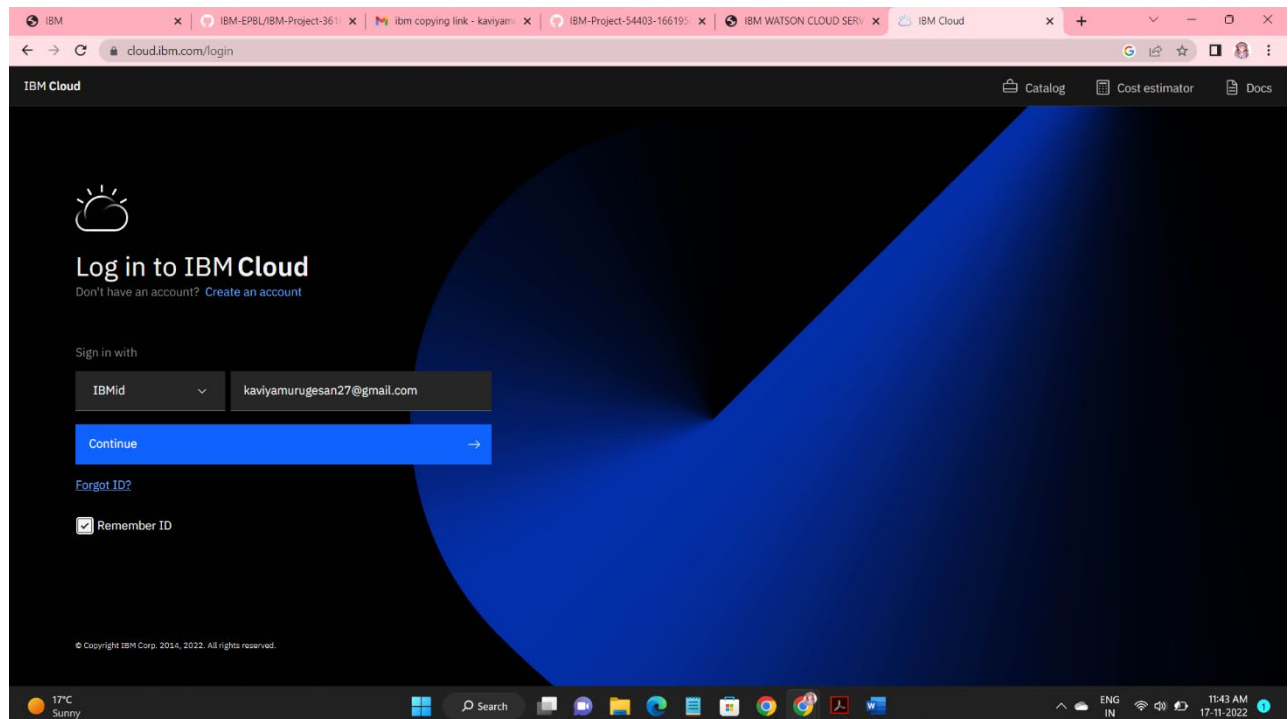 IBM
IBM-EPBL/IBM-Project-361
ibm copying link - kaviyam
IBM-Project-54403-166195
IBM WATSON CLOUD SERV
IBM Cloud
cloud.ibm.com/login
IBM Cloud
Catalog
Cost estimator
Docs
Log in to IBM Cloud
Don't have an account? Create an account
Sign in with
IBMid
kaviyamurugesan27@gmail.com
Continue
Forgot ID?
Remember ID
© Copyright IBM Corp. 2014, 2022. All rights reserved.
17°C
Sunny
Search
ENG
IN
11:43 AM
17-11-2022
1